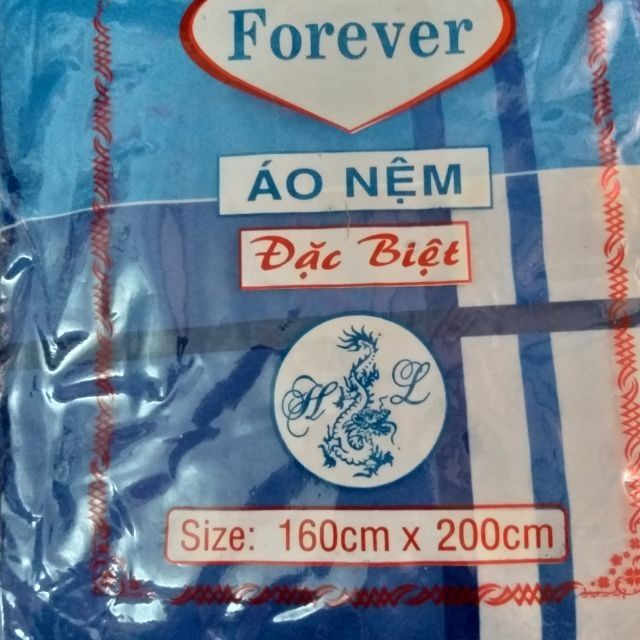 Forever
ÁO NỆM
Đặc Biệt
H L
Size: 160cm x 200cm